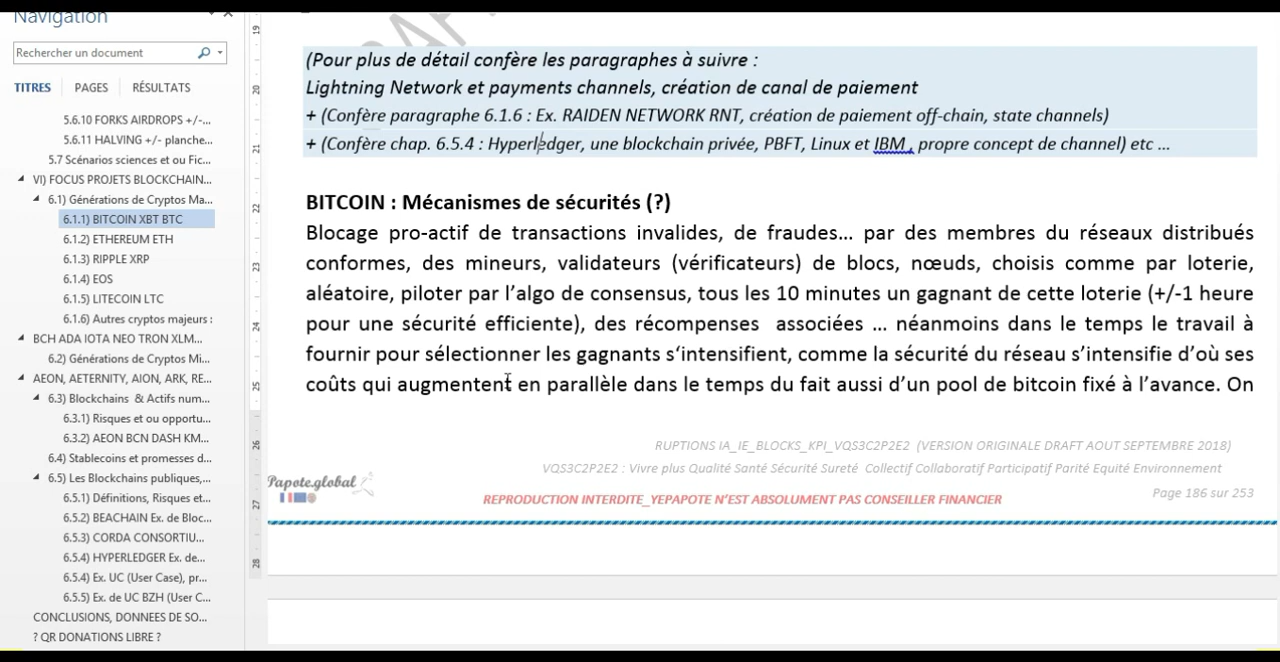 Navigation
Rechercher un document
TITRES PAGES RÉSULTATS
5.6.10 FORKS AIRDROPS +/-...
5.6.11 HALVING +/- planche...
5.7 Scénarios sciences et ou Fic...
VI) FOCUS PROJETS BLOCKCHAIN...
6.1) Générations de Cryptos Ma...
6.1.1) BITCOIN XBT BTC
6.1.2) ETHEREUM ETH
6.1.3) RIPPLE XRP
6.1.4) EOS
6.1.5) LITECOIN LTC
6.1.6) Autres cryptos majeurs :
BCH ADA IOTA NEO TRON XLM...
6.2) Générations de Cryptos Mi...
AEON, AETERNITY, AION, ARK, RE...
6.3) Blockchains & Actifs num...
6.3.1) Risques et ou opportu...
6.3.2) AEON BCN DASH KM...
6.4) Stablecoins et promesses d...
6.5) Les Blockchains publiques,...
6.5.1) Définitions, Risques et...
6.5.2) BEACHAIN Ex. de Bloc...
6.5.3) CORDA CONSORTIU...
6.5.4) HYPERLEDGER Ex. de...
6.5.4) Ex. UC (User Case), pr...
6.5.5) Ex. de UC BZH (User C...
CONCLUSIONS, DONNEES DE SO...
? QR DONATIONS LIBRE ?
19
20
21
22
23
24
25
26
27
28
(Pour plus de détail confère les paragraphes à suivre :
Lightning Network et payments channels, création de canal de paiement
+ (Confère paragraphe 6.1.6 : Ex. RAIDEN NETWORK RNT, création de paiement off-chain, state channels)
+ (Confère chap. 6.5.4 : Hyperledger, une blockchain privée, PBFT, Linux et IBM , propre concept de channel) etc ...
BITCOIN : Mécanismes de sécurités (?)
Blocage pro-actif de transactions invalides, de fraudes... par des membres du réseaux distribués
conformes, des mineurs, validateurs (vérificateurs) de blocs, nœuds, choisis comme par loterie,
aléatoire, piloter par l'algo de consensus, tous les 10 minutes un gagnant de cette loterie (+/-1 heure
pour une sécurité efficiente), des récompenses associées ... néanmoins dans le temps le travail à
fournir pour sélectionner les gagnants s'intensifient, comme la sécurité du réseau s'intensifie d'où ses
coûts qui augmentent en parallèle dans le temps du fait aussi d'un pool de bitcoin fixé à l'avance. On
RUPTIONS IA_IE_BLOCKS_KPI_VQS3C2P2E2 (VERSION ORIGINALE DRAFT AOUT SEPTEMBRE 2018)
VQS3C2P2E2 : Vivre plus Qualité Santé Sécurité Sureté Collectif Collaboratif Participatif Parité Equité Environnement
Papote.global
REPRODUCTION INTERDITE_YEPAPOTE N'EST ABSOLUMENT PAS CONSEILLER FINANCIER
Page 186 sur 253